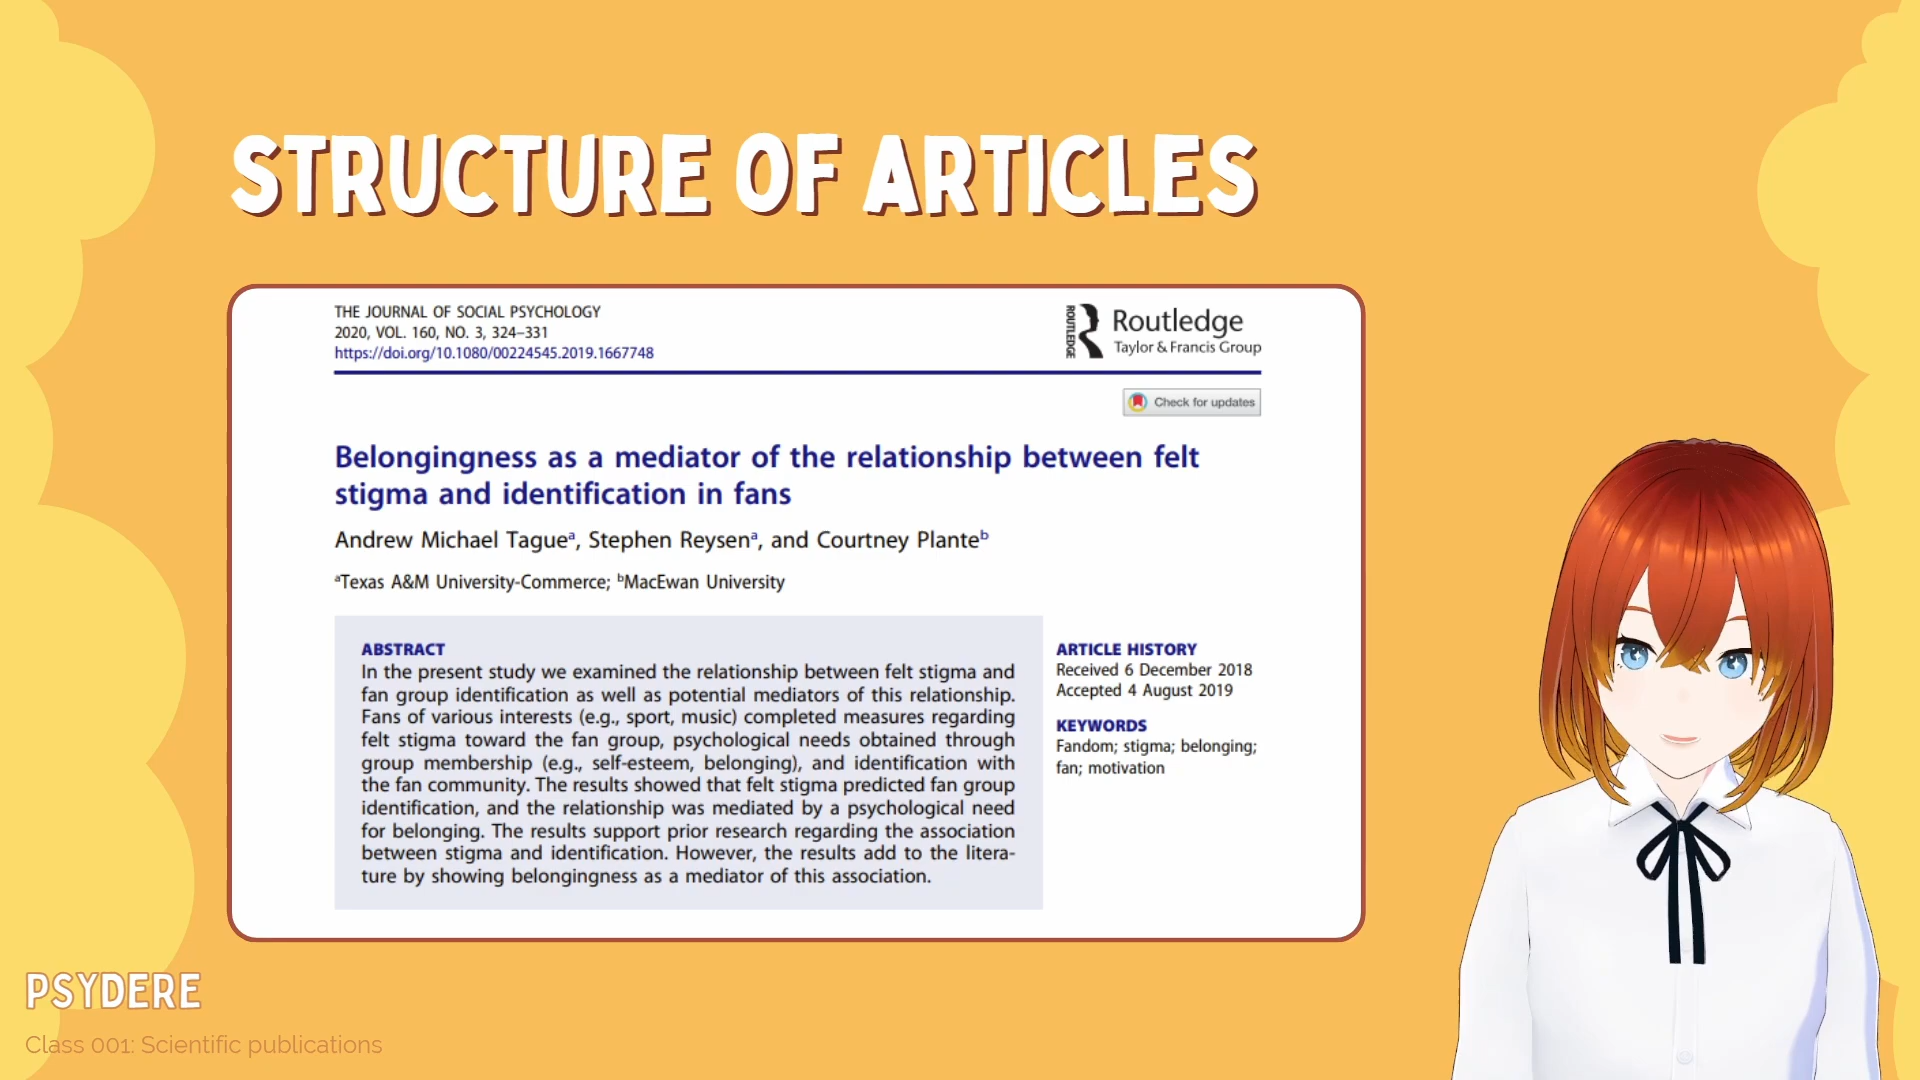 STRUCTURE OF ARTICLES
THE JOURNAL OF SOCIAL PSYCHOLOGY
2020, VOL. 160, NO. 3, 324–331
https://doi.org/10.1080/00224545.2019.1667748
ROUTLEDGE
Routledge
Taylor & Francis Group
Check for updates
Belongingness as a mediator of the relationship between felt
stigma and identification in fans
Andrew Michael Tagueᵃ, Stephen Reysenᵃ, and Courtney Planteᵇ
ᵃTexas A&M University-Commerce; ᵇMacEwan University
ABSTRACT
In the present study we examined the relationship between felt stigma and
fan group identification as well as potential mediators of this relationship.
Fans of various interests (e.g., sport, music) completed measures regarding
felt stigma toward the fan group, psychological needs obtained through
group membership (e.g., self-esteem, belonging), and identification with
the fan community. The results showed that felt stigma predicted fan group
identification, and the relationship was mediated by a psychological need
for belonging. The results support prior research regarding the association
between stigma and identification. However, the results add to the litera-
ture by showing belongingness as a mediator of this association.
ARTICLE HISTORY
Received 6 December 2018
Accepted 4 August 2019
KEYWORDS
Fandom; stigma; belonging;
fan; motivation
PSYDERE
Class 001: Scientific publications